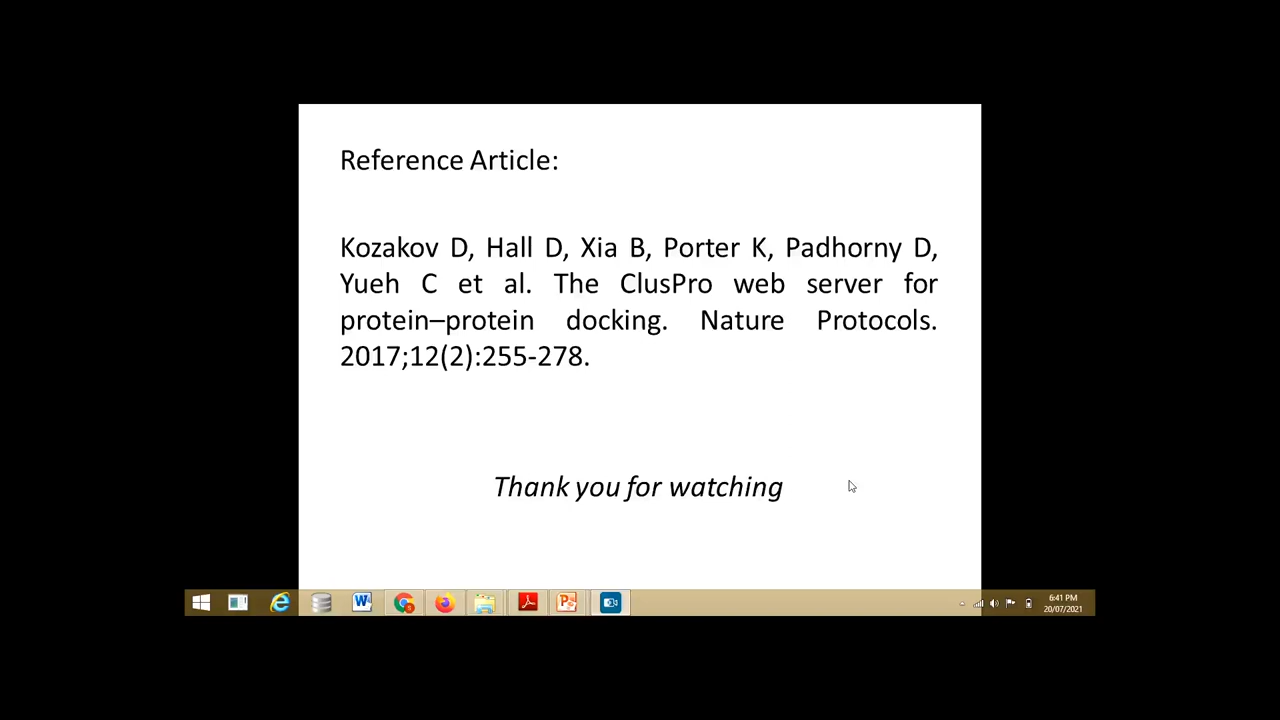 Reference Article:
Kozakov D, Hall D, Xia B, Porter K, Padhorny D,
Yueh C et al. The ClusPro web server for
protein–protein docking. Nature Protocols.
2017;12(2):255-278.
Thank you for watching
6:41 PM
20/07/2021